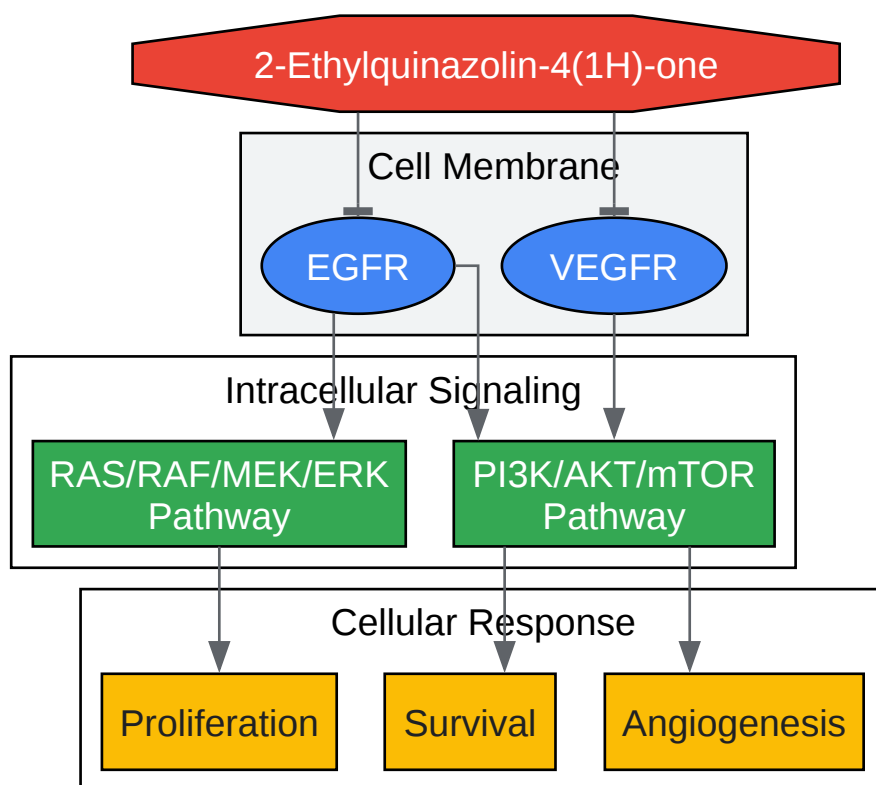 2-Ethylquinazolin-4(1H)-one
Cell Membrane
EGFR
VEGFR
Intracellular Signaling
RAS/RAF/MEK/ERK
Pathway
PI3K/AKT/mTOR
Pathway
Cellular Response
Proliferation
Survival
Angiogenesis